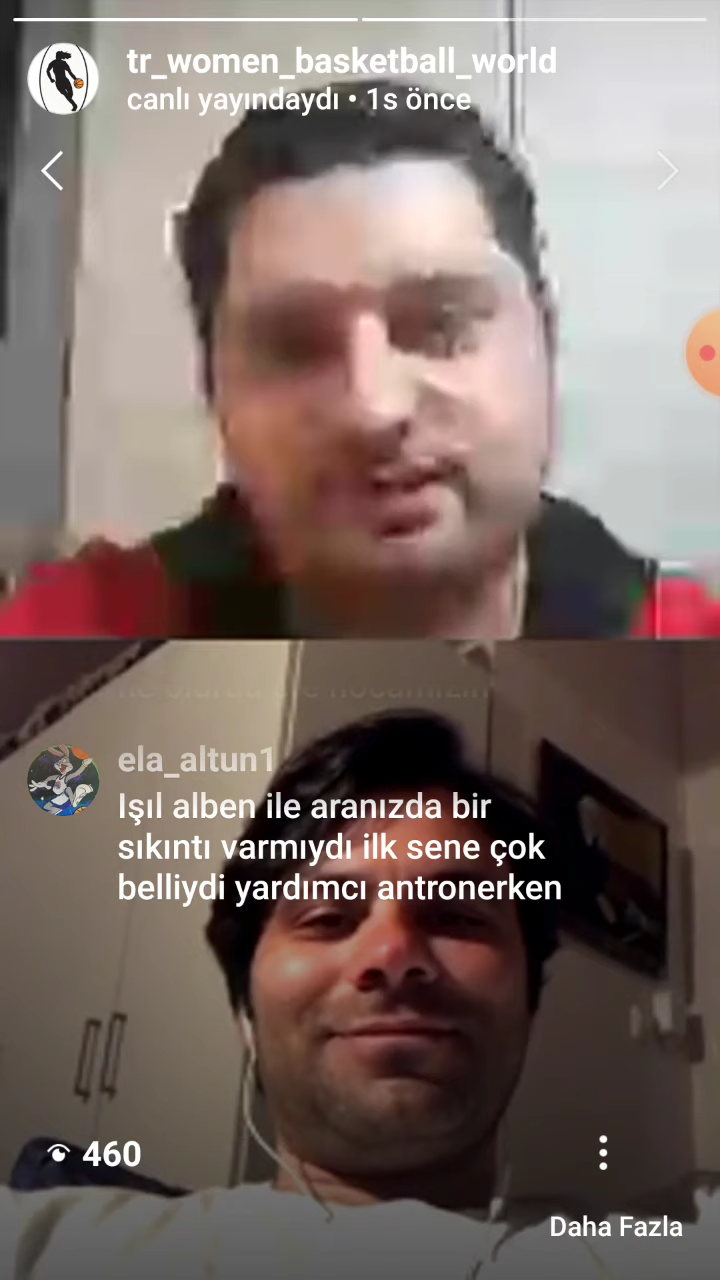 tr_women_basketball_world
canlı yayındaydı • 1s önce
ela_altun1
Işıl alben ile aranızda bir
sıkıntı varmıydı ilk sene çok
belliydi yardımcı antronerken
460
Daha Fazla